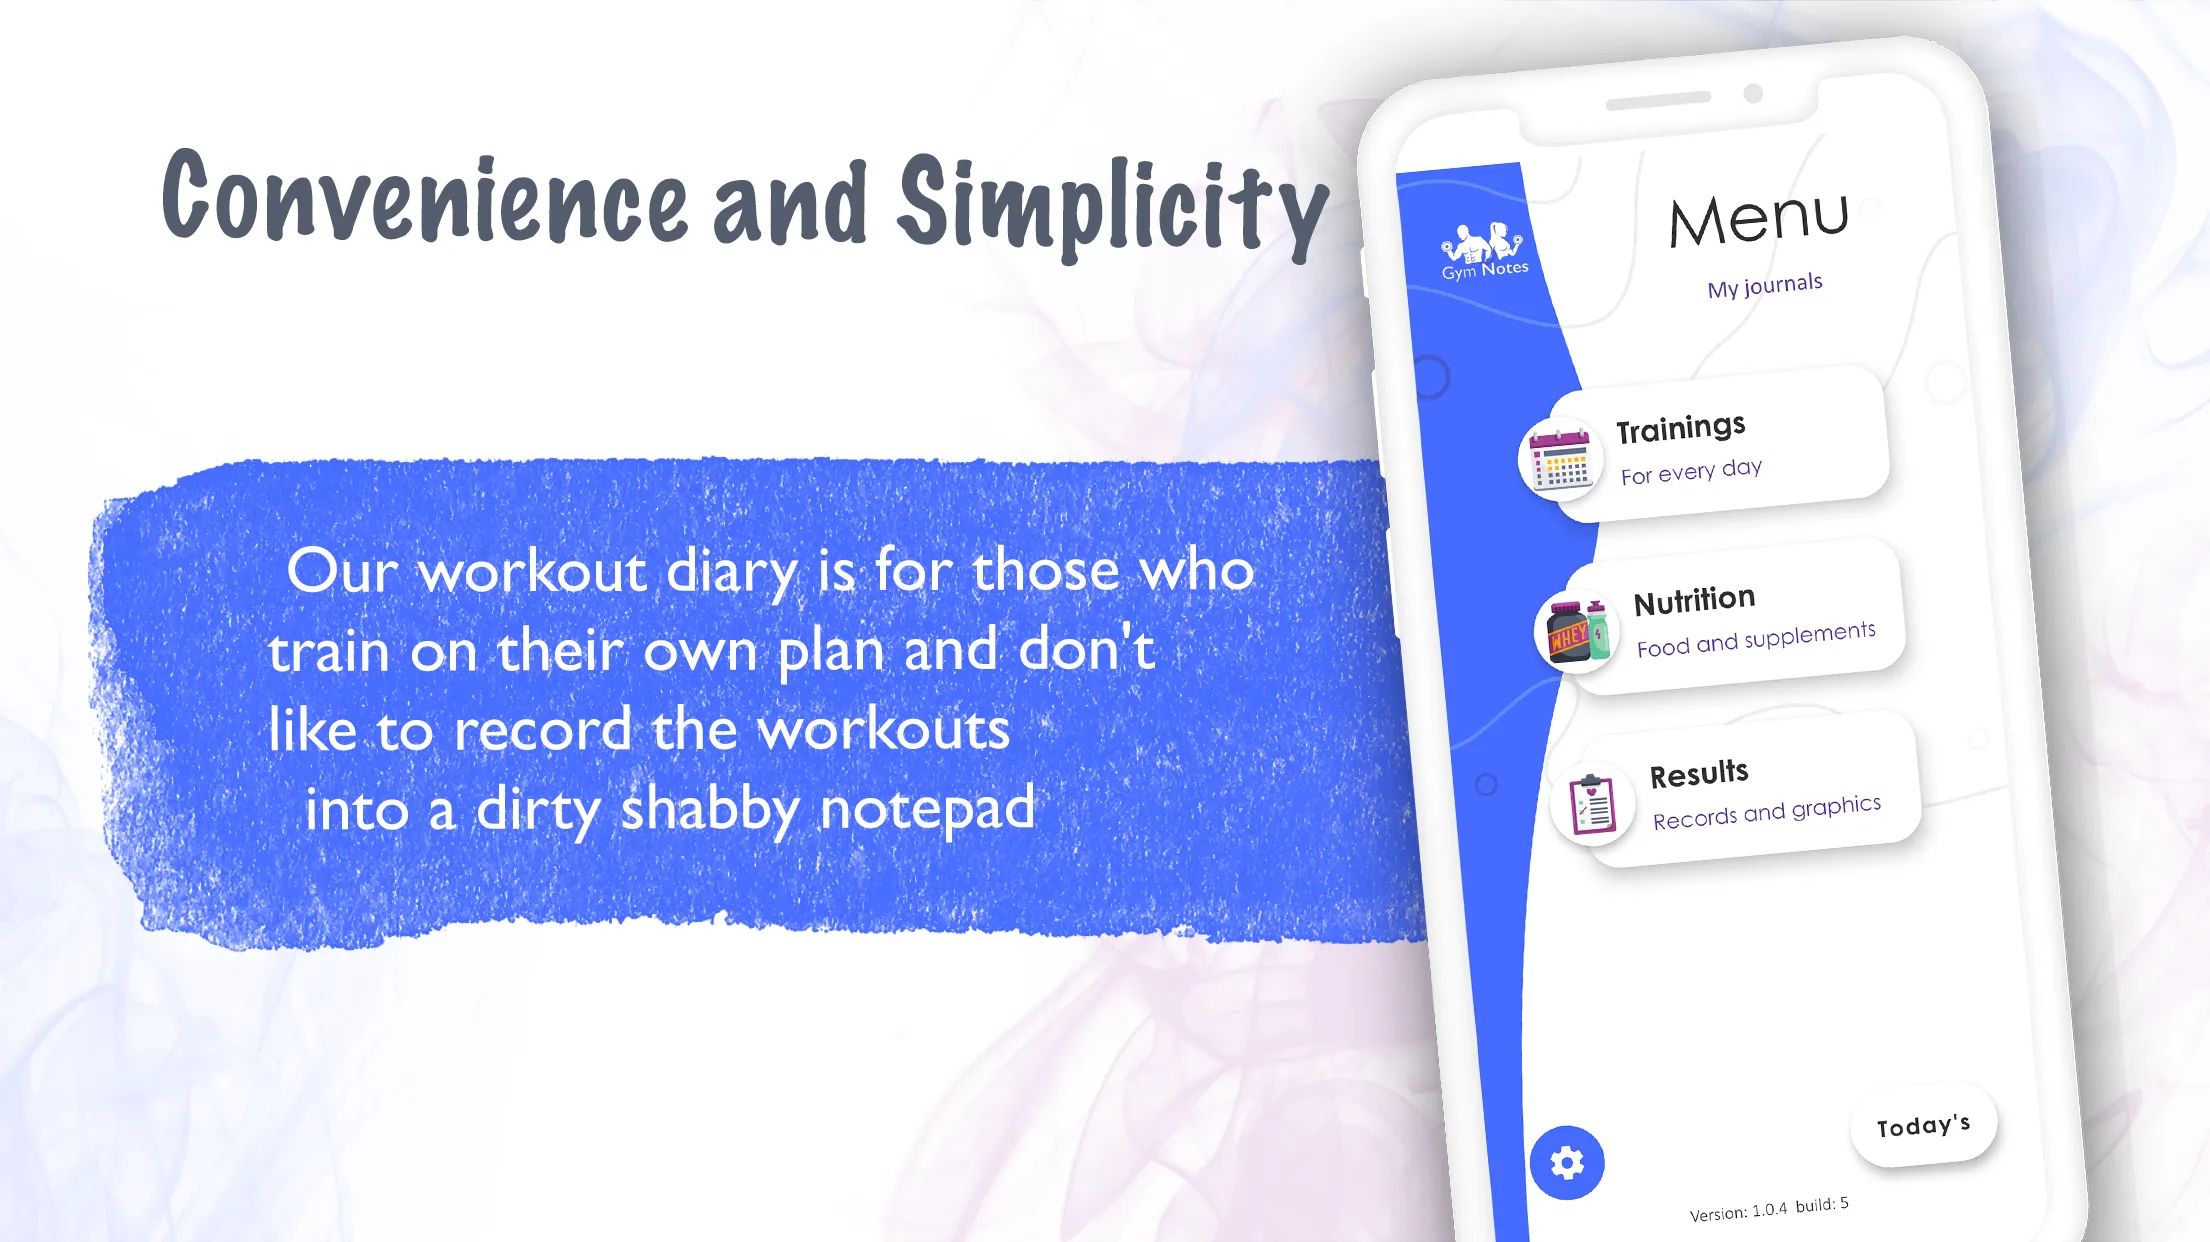 Convenience and Simplicity
Our workout diary is for those who
train on their own plan and don't
like to record the workouts
into a dirty shabby notepad
Gym Notes
Menu
My journals
Trainings
For every day
WHEY
Nutrition
Food and supplements
Results
Records and graphics
Today's
Version: 1.0.4 build: 5